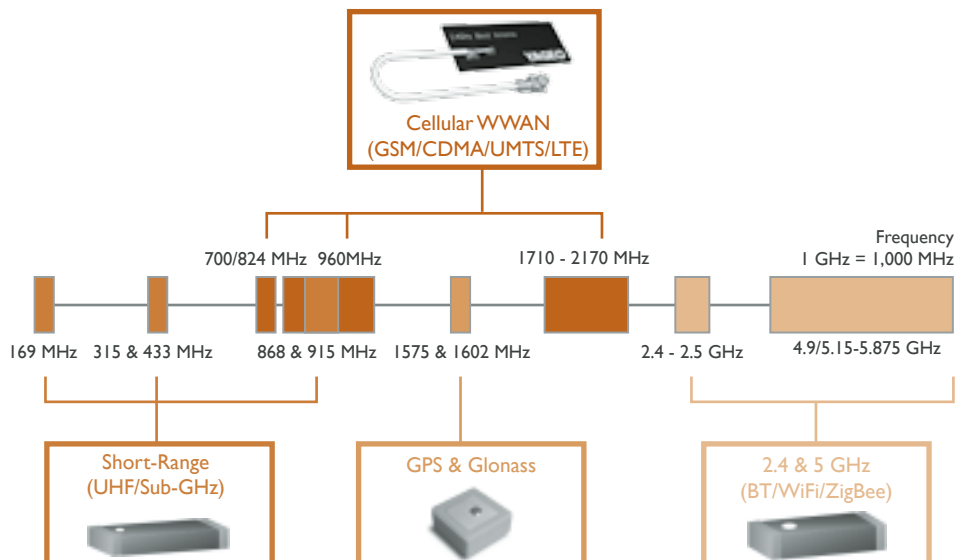 YAGEO
Cellular WWAN
(GSM/CDMA/UMTS/LTE)
Frequency
700/824 MHz 960MHz 1710 - 2170 MHz 1 GHz = 1,000 MHz
169 MHz 315 & 433 MHz 868 & 915 MHz 1575 & 1602 MHz 2.4 - 2.5 GHz 4.9/5.15-5.875 GHz
Short-Range
(UHF/Sub-GHz)
GPS & Glonass
2.4 & 5 GHz
(BT/WiFi/ZigBee)